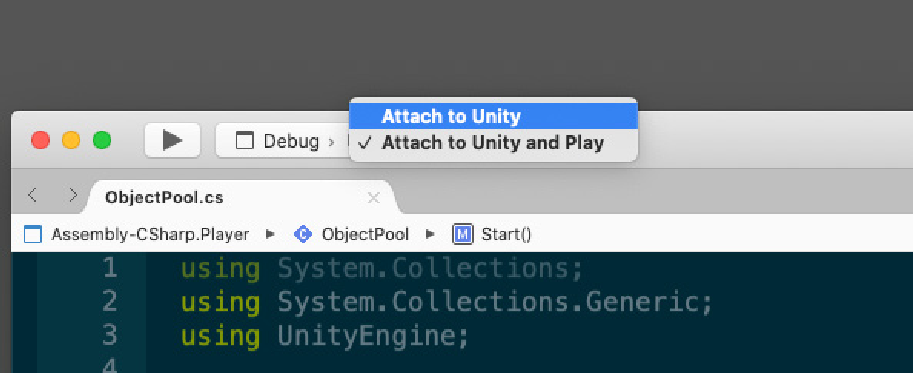 Attach to Unity
Debug
Attach to Unity and Play
ObjectPool.cs
Assembly-CSharp.Player ObjectPool M Start()
1 using System.Collections;
2 using System.Collections.Generic;
3 using UnityEngine;
4